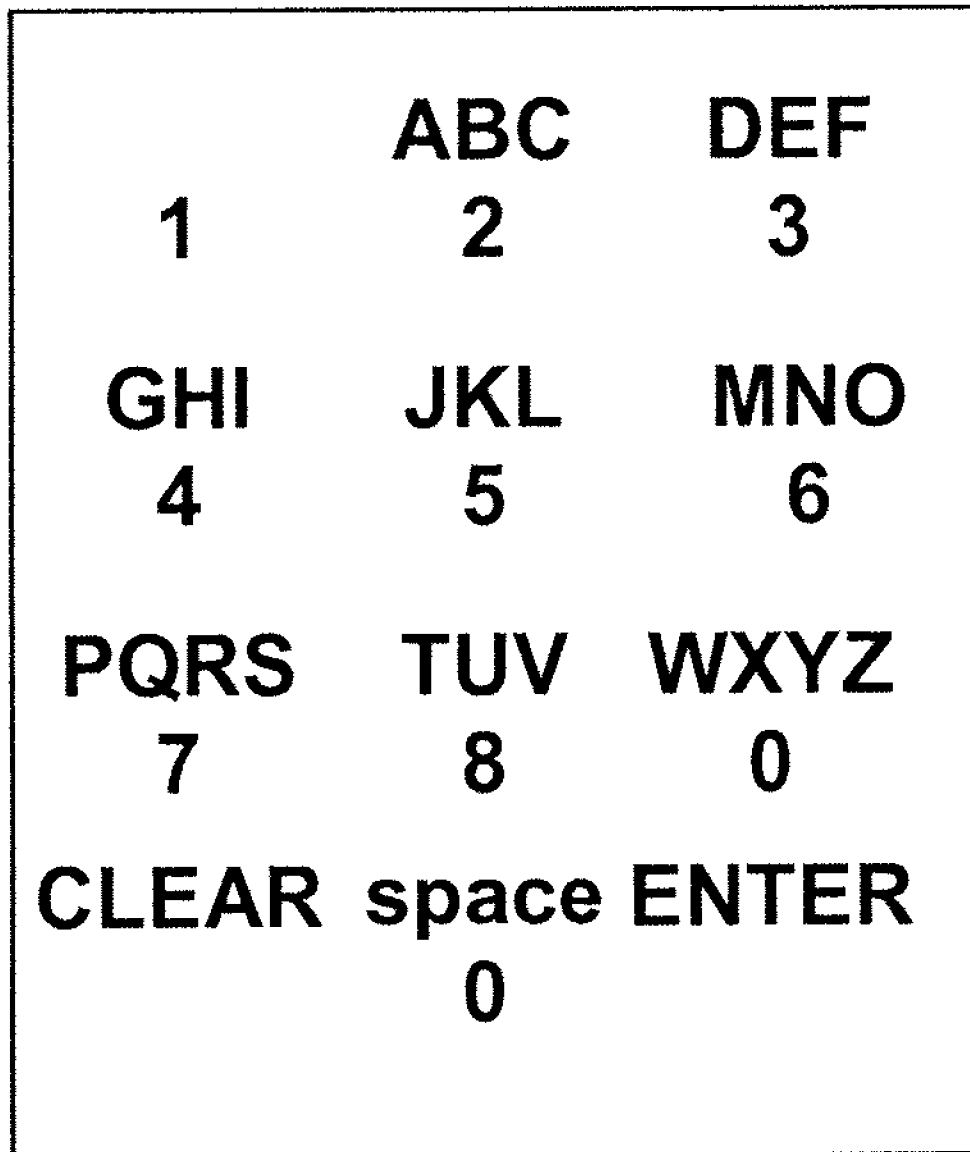 ABC DEF
1 2 3
GHI JKL MNO
4 5 6
PQRS TUV WXYZ
7 8 0
CLEAR space ENTER
0